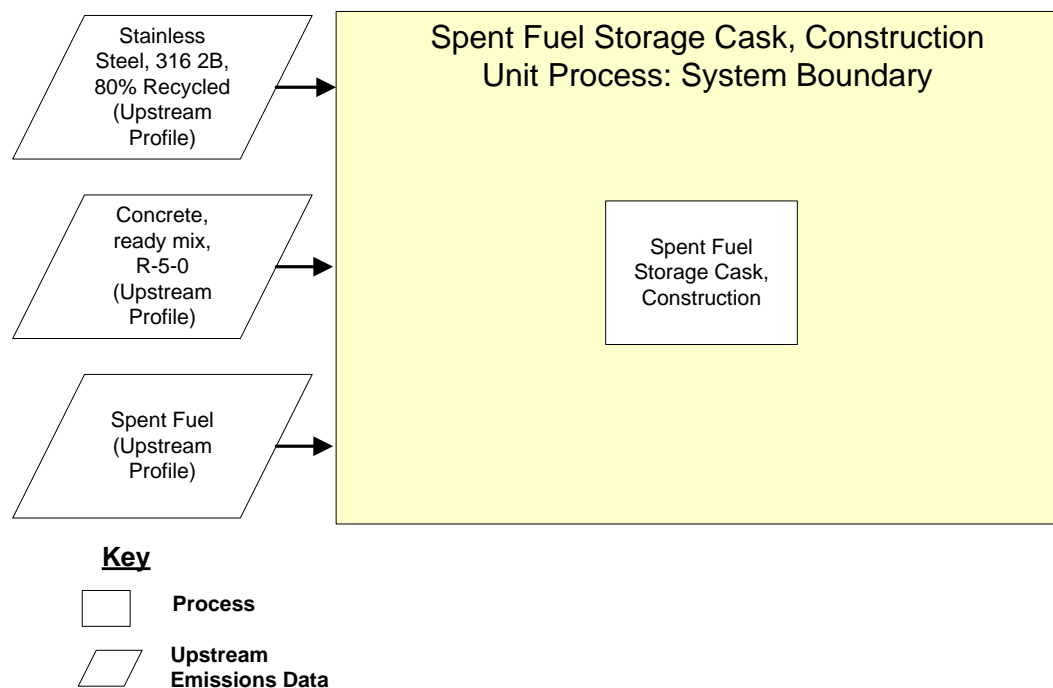 Stainless
Steel, 316 2B,
80% Recycled
(Upstream
Profile)
Spent Fuel Storage Cask, Construction
Unit Process: System Boundary
Concrete,
ready mix,
R-5-0
(Upstream
Profile)
Spent Fuel
Storage Cask,
Construction
Spent Fuel
(Upstream
Profile)
Key
Process
Upstream
Emissions Data